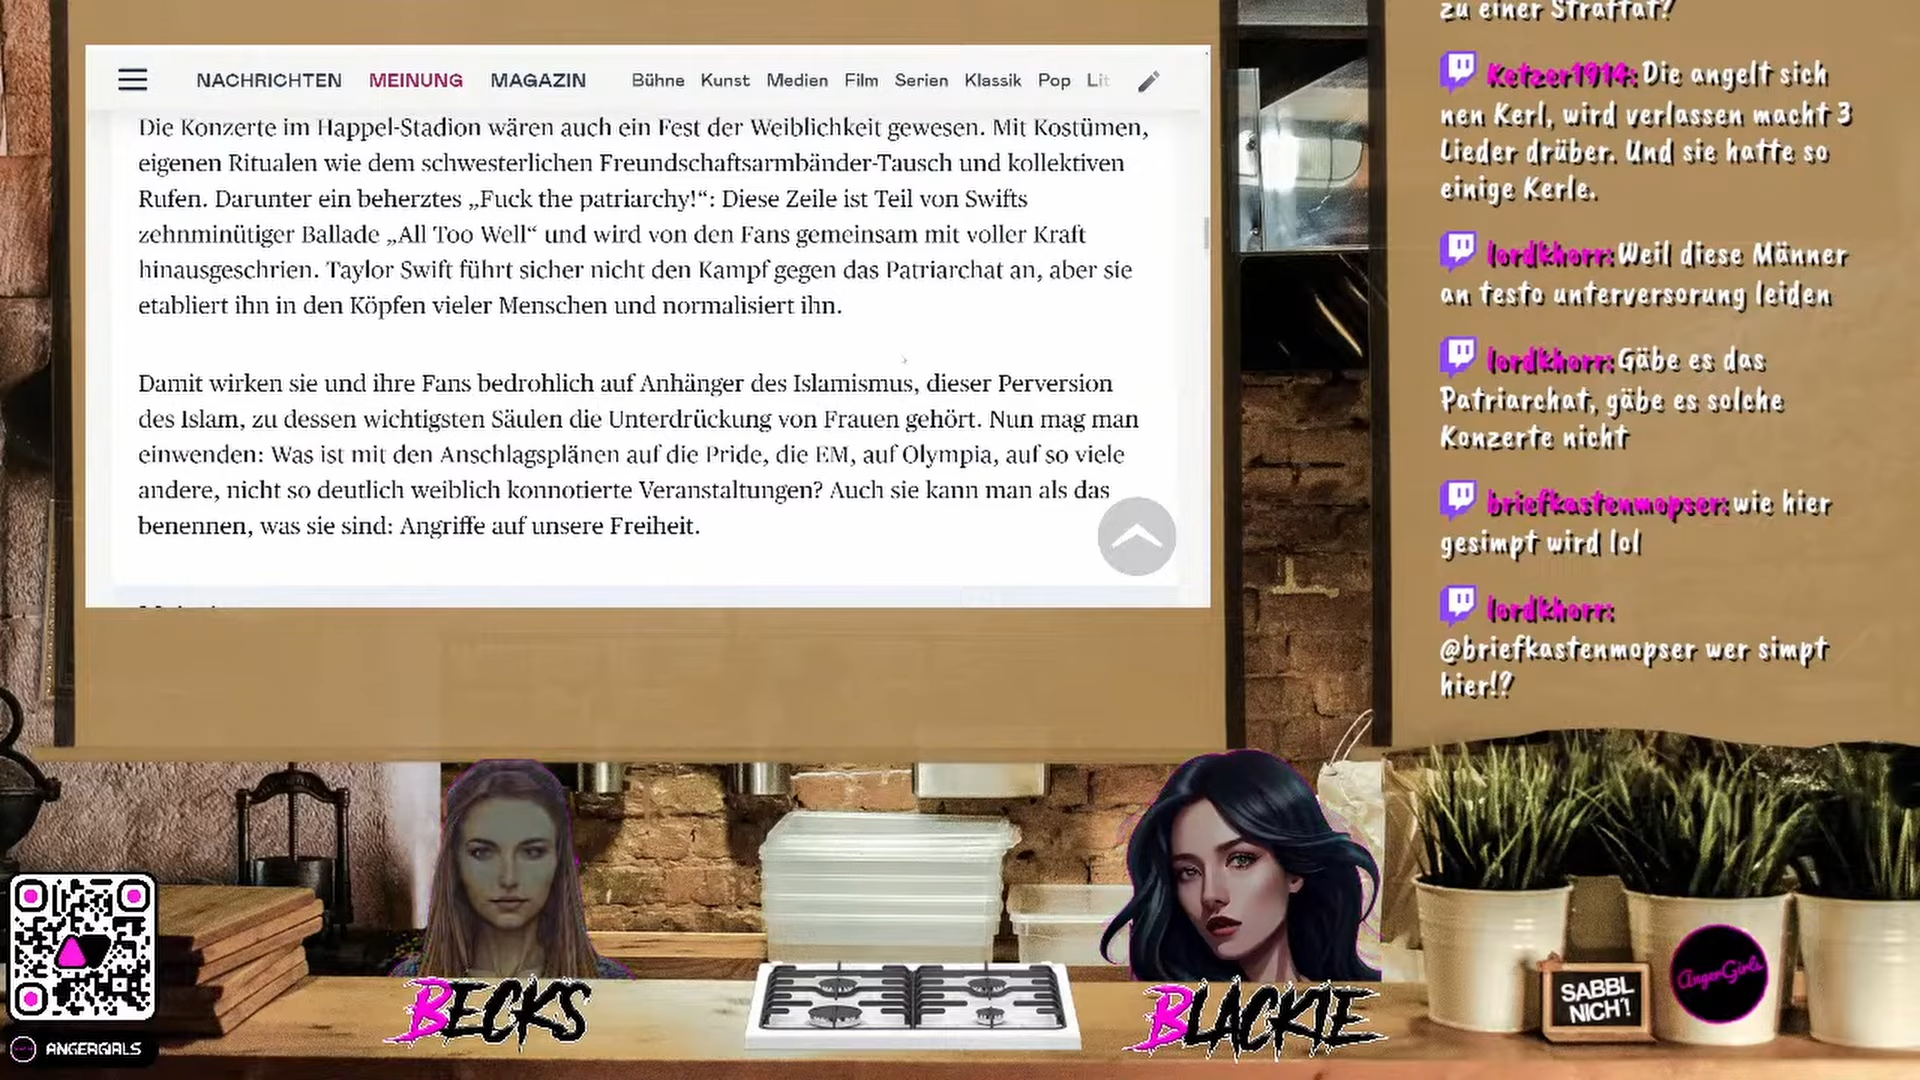 NACHRICHTEN MEINUNG MAGAZIN Bühne Kunst Medien Film Serien Klassik Pop Lit
Die Konzerte im Happel-Stadion wären auch ein Fest der Weiblichkeit gewesen. Mit Kostümen,
eigenen Ritualen wie dem schwesterlichen Freundschaftsarmbänder-Tausch und kollektiven
Rufen. Darunter ein beherztes „Fuck the patriarchy!“: Diese Zeile ist Teil von Swifts
zehnminütiger Ballade „All Too Well“ und wird von den Fans gemeinsam mit voller Kraft
hinausgeschrien. Taylor Swift führt sicher nicht den Kampf gegen das Patriarchat an, aber sie
etabliert ihn in den Köpfen vieler Menschen und normalisiert ihn.
Damit wirken sie und ihre Fans bedrohlich auf Anhänger des Islamismus, dieser Perversion
des Islam, zu dessen wichtigsten Säulen die Unterdrückung von Frauen gehört. Nun mag man
einwenden: Was ist mit den Anschlagsplänen auf die Pride, die EM, auf Olympia, auf so viele
andere, nicht so deutlich weiblich konnotierte Veranstaltungen? Auch sie kann man als das
benennen, was sie sind: Angriffe auf unsere Freiheit.
zu einer Straftat?
Ketzer1914: Die angelt sich
nen Kerl, wird verlassen macht 3
Lieder drüber. Und sie hatte so
einige Kerle.
lordkhorr: Weil diese Männer
an testo unterversorung leiden
lordkhorr: Gäbe es das
Patriarchat, gäbe es solche
Konzerte nicht
briefkastenmopser: wie hier
gesimpt wird lol
lordkhorr:
@briefkastenmopser wer simpt
hier!?
BECKS
BLACKIE
SABBL
NICH'!
AngerGirls
ANGERGIRLS